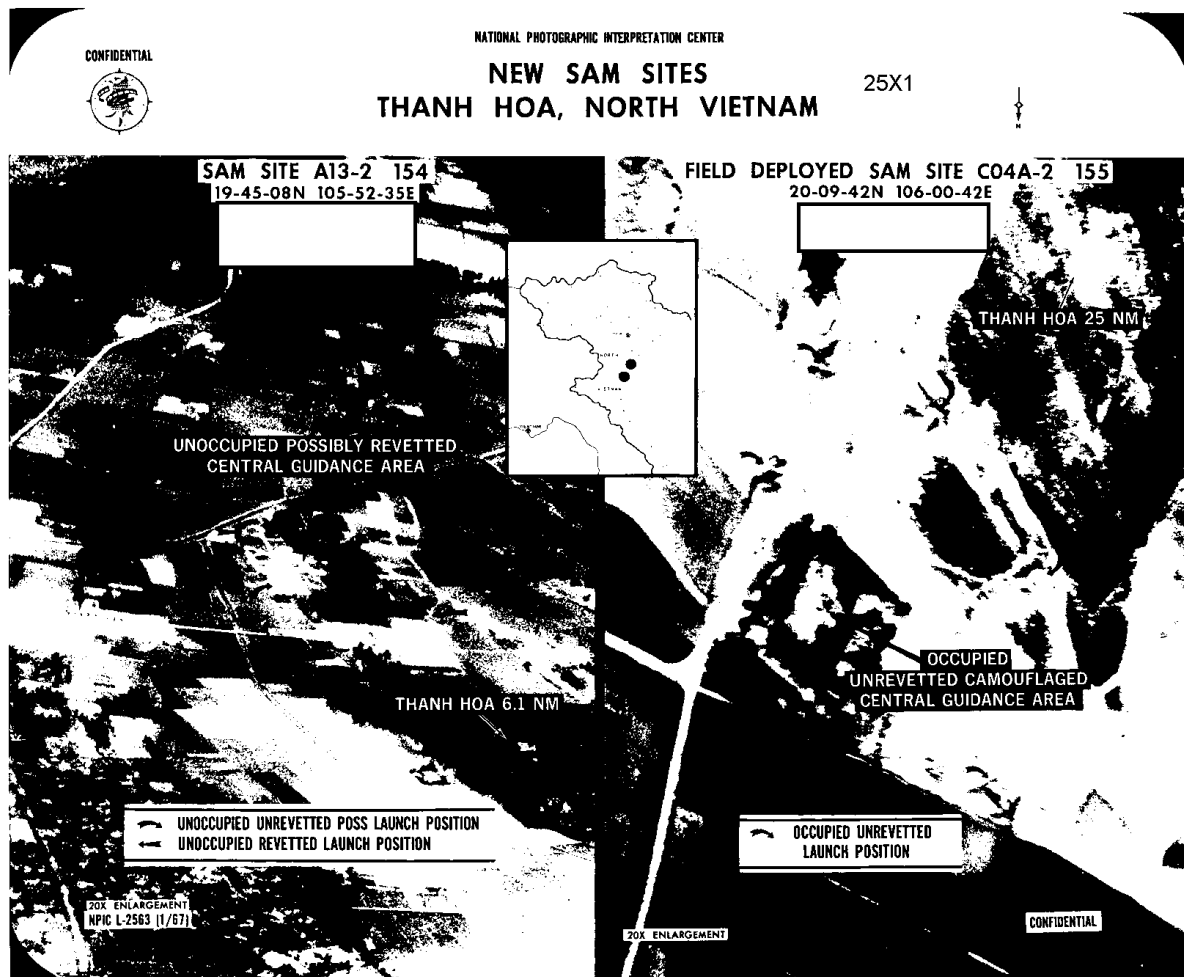 NATIONAL PHOTOGRAPHIC INTERPRETATION CENTER
CONFIDENTIAL
NEW SAM SITES
THANH HOA, NORTH VIETNAM
25X1
N
SAM SITE A13-2 154
19-45-08N 105-52-35E
UNOCCUPIED POSSIBLY REVETTED
CENTRAL GUIDANCE AREA
THANH HOA 6.1 NM
UNOCCUPIED UNREVETTED POSS LAUNCH POSITION
UNOCCUPIED REVETTED LAUNCH POSITION
20X ENLARGEMENT
NPIC L-2563 (1/67)
NORTH
FIELD DEPLOYED SAM SITE C04A-2 155
20-09-42N 106-00-42E
THANH HOA 25 NM
OCCUPIED
UNREVETTED CAMOUFLAGED
CENTRAL GUIDANCE AREA
OCCUPIED UNREVETTED
LAUNCH POSITION
20X ENLARGEMENT
CONFIDENTIAL